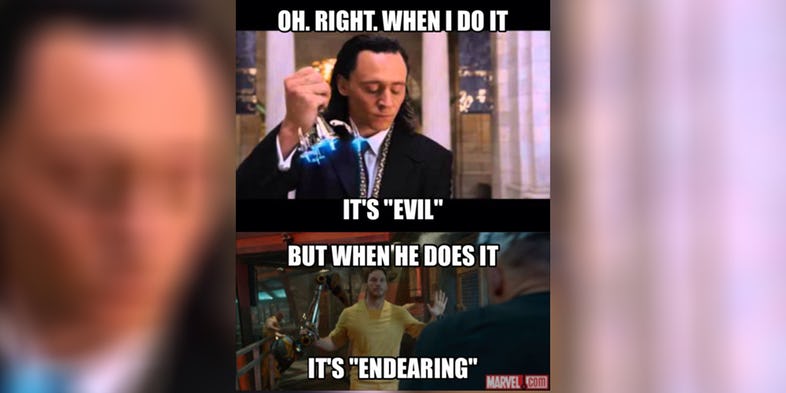 OH. RIGHT. WHEN I DO IT
IT'S "EVIL"
BUT WHEN HE DOES IT
IT'S "ENDEARING"
MARVEL.COM